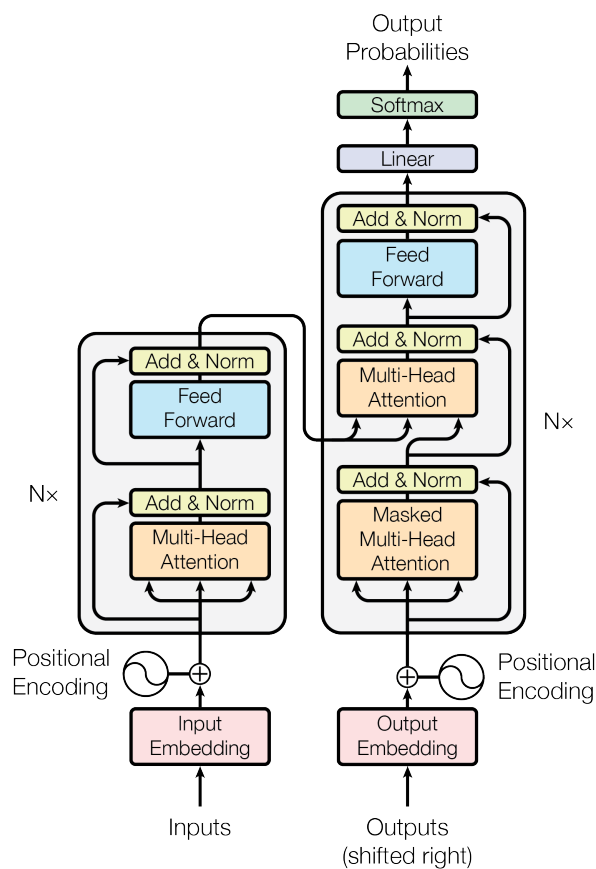 Output
Probabilities
Softmax
Linear
Add & Norm
Feed
Forward
Add & Norm
Multi-Head
Attention
Add & Norm
Masked
Multi-Head
Attention
N×
Add & Norm
Feed
Forward
Add & Norm
Multi-Head
Attention
N×
Positional
Encoding
Positional
Encoding
Input
Embedding
Output
Embedding
Inputs
Outputs
(shifted right)